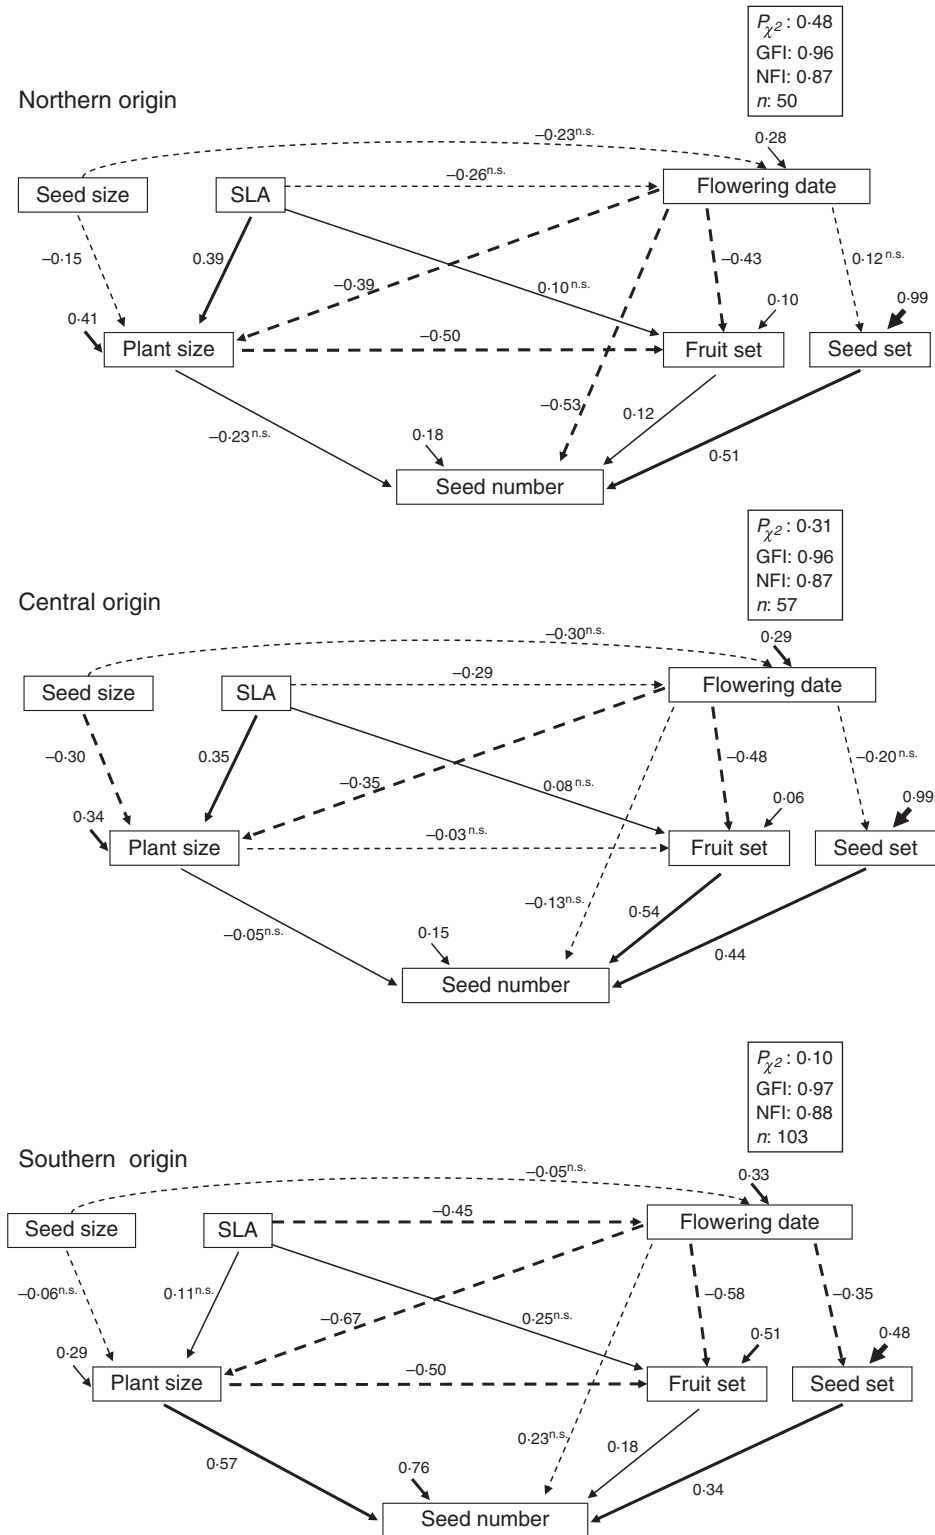 Pχ2 : 0·48
GFI: 0·96
NFI: 0·87
n: 50
Northern origin
–0·23n.s.
0·28
–0·26n.s.
Seed size
SLA
Flowering date
–0·15
0·39
–0·39
0·10n.s.
–0·43
0·12n.s.
0·41
0·10
0·99
Plant size
–0·50
Fruit set
Seed set
–0·53
0·12
–0·23n.s.
0·18
0·51
Seed number
Pχ2 : 0·31
GFI: 0·96
NFI: 0·87
n: 57
Central origin
–0·30n.s.
0·29
–0·29
Seed size
SLA
Flowering date
–0·30
0·35
–0·35
0·08n.s.
–0·48
–0·20n.s.
0·34
0·06
0·99
Plant size
–0·03n.s.
Fruit set
Seed set
–0·13n.s.
0·54
–0·05n.s.
0·15
0·44
Seed number
Pχ2 : 0·10
GFI: 0·97
NFI: 0·88
n: 103
Southern origin
–0·05n.s.
0·33
–0·45
Seed size
SLA
Flowering date
–0·06n.s.
0·11n.s.
–0·67
0·25n.s.
–0·58
–0·35
0·29
0·51
0·48
Plant size
–0·50
Fruit set
Seed set
0·23n.s.
0·18
0·57
0·76
0·34
Seed number